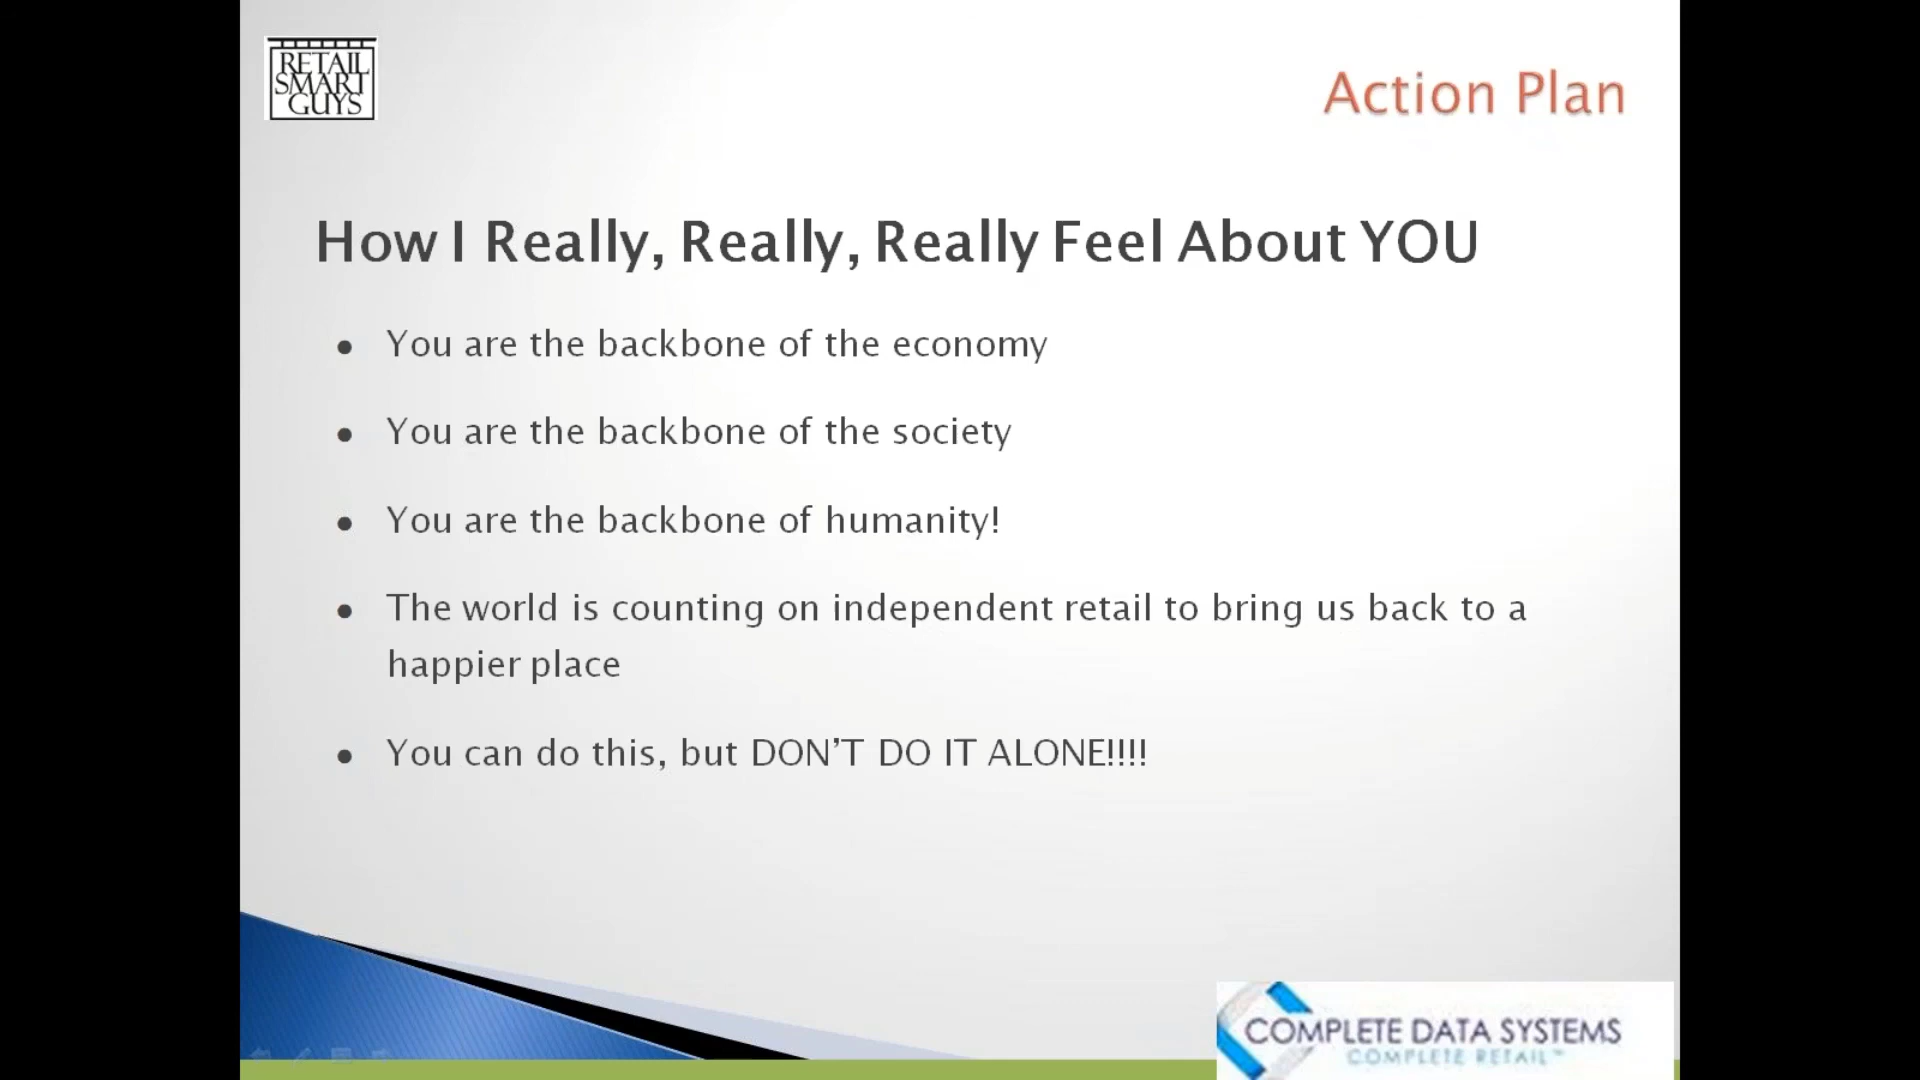 RETAIL
SMART
GUYS
Action Plan
How I Really, Really, Really Feel About YOU
• You are the backbone of the economy
• You are the backbone of the society
• You are the backbone of humanity!
• The world is counting on independent retail to bring us back to a
happier place
• You can do this, but DON’T DO IT ALONE!!!!
COMPLETE DATA SYSTEMS
COMPLETE RETAIL™